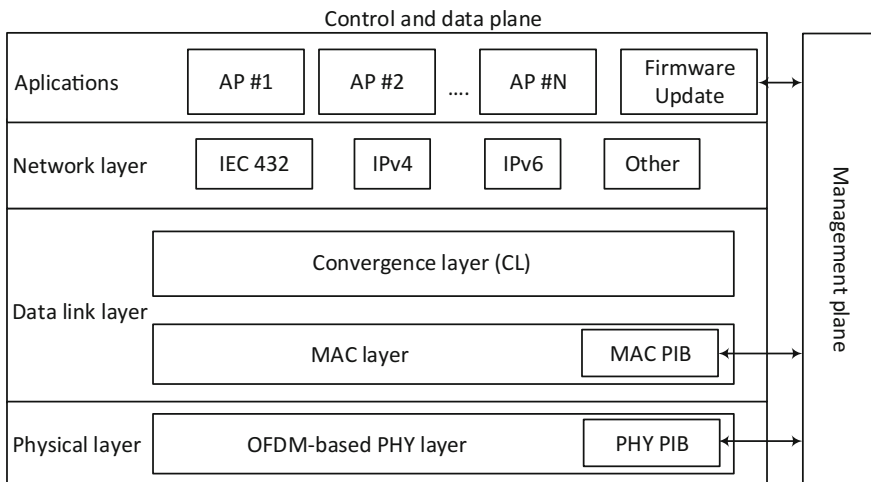 Control and data plane
Aplications
AP #1
AP #2
....
AP #N
Firmware
Update
Network layer
IEC 432
IPv4
IPv6
Other
Management plane
Convergence layer (CL)
Data link layer
MAC layer
MAC PIB
Physical layer
OFDM-based PHY layer
PHY PIB